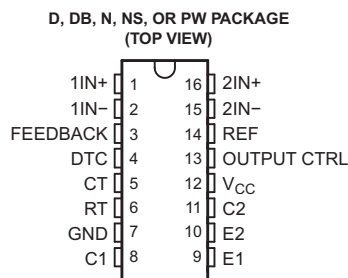 D, DB, N, NS, OR PW PACKAGE
(TOP VIEW)
1IN+ 1 16 2IN+
1IN− 2 15 2IN−
FEEDBACK 3 14 REF
DTC 4 13 OUTPUT CTRL
CT 5 12 VCC
RT 6 11 C2
GND 7 10 E2
C1 8 9 E1